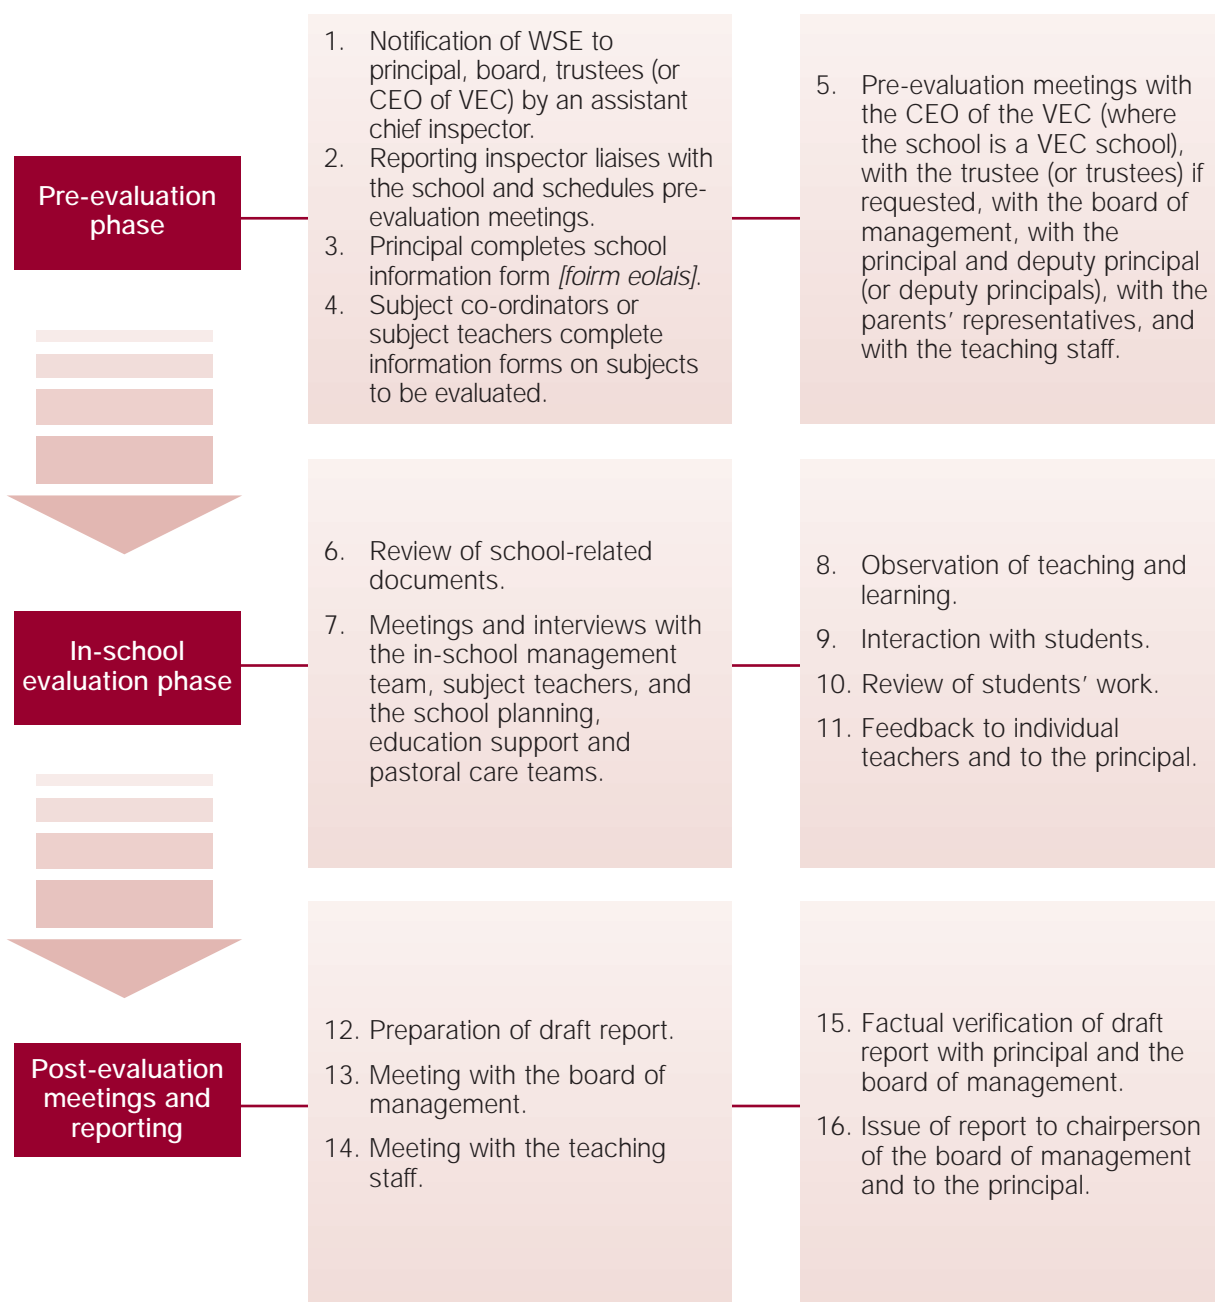 Pre-evaluation
phase
1. Notification of WSE to
principal, board, trustees (or
CEO of VEC) by an assistant
chief inspector.
2. Reporting inspector liaises with
the school and schedules pre-
evaluation meetings.
3. Principal completes school
information form [foirm eolais].
4. Subject co-ordinators or
subject teachers complete
information forms on subjects
to be evaluated.
5. Pre-evaluation meetings with
the CEO of the VEC (where
the school is a VEC school),
with the trustee (or trustees) if
requested, with the board of
management, with the
principal and deputy principal
(or deputy principals), with the
parents’ representatives, and
with the teaching staff.
In-school
evaluation phase
6. Review of school-related
documents.
7. Meetings and interviews with
the in-school management
team, subject teachers, and
the school planning,
education support and
pastoral care teams.
8. Observation of teaching and
learning.
9. Interaction with students.
10. Review of students’ work.
11. Feedback to individual
teachers and to the principal.
Post-evaluation
meetings and
reporting
12. Preparation of draft report.
13. Meeting with the board of
management.
14. Meeting with the teaching
staff.
15. Factual verification of draft
report with principal and the
board of management.
16. Issue of report to chairperson
of the board of management
and to the principal.